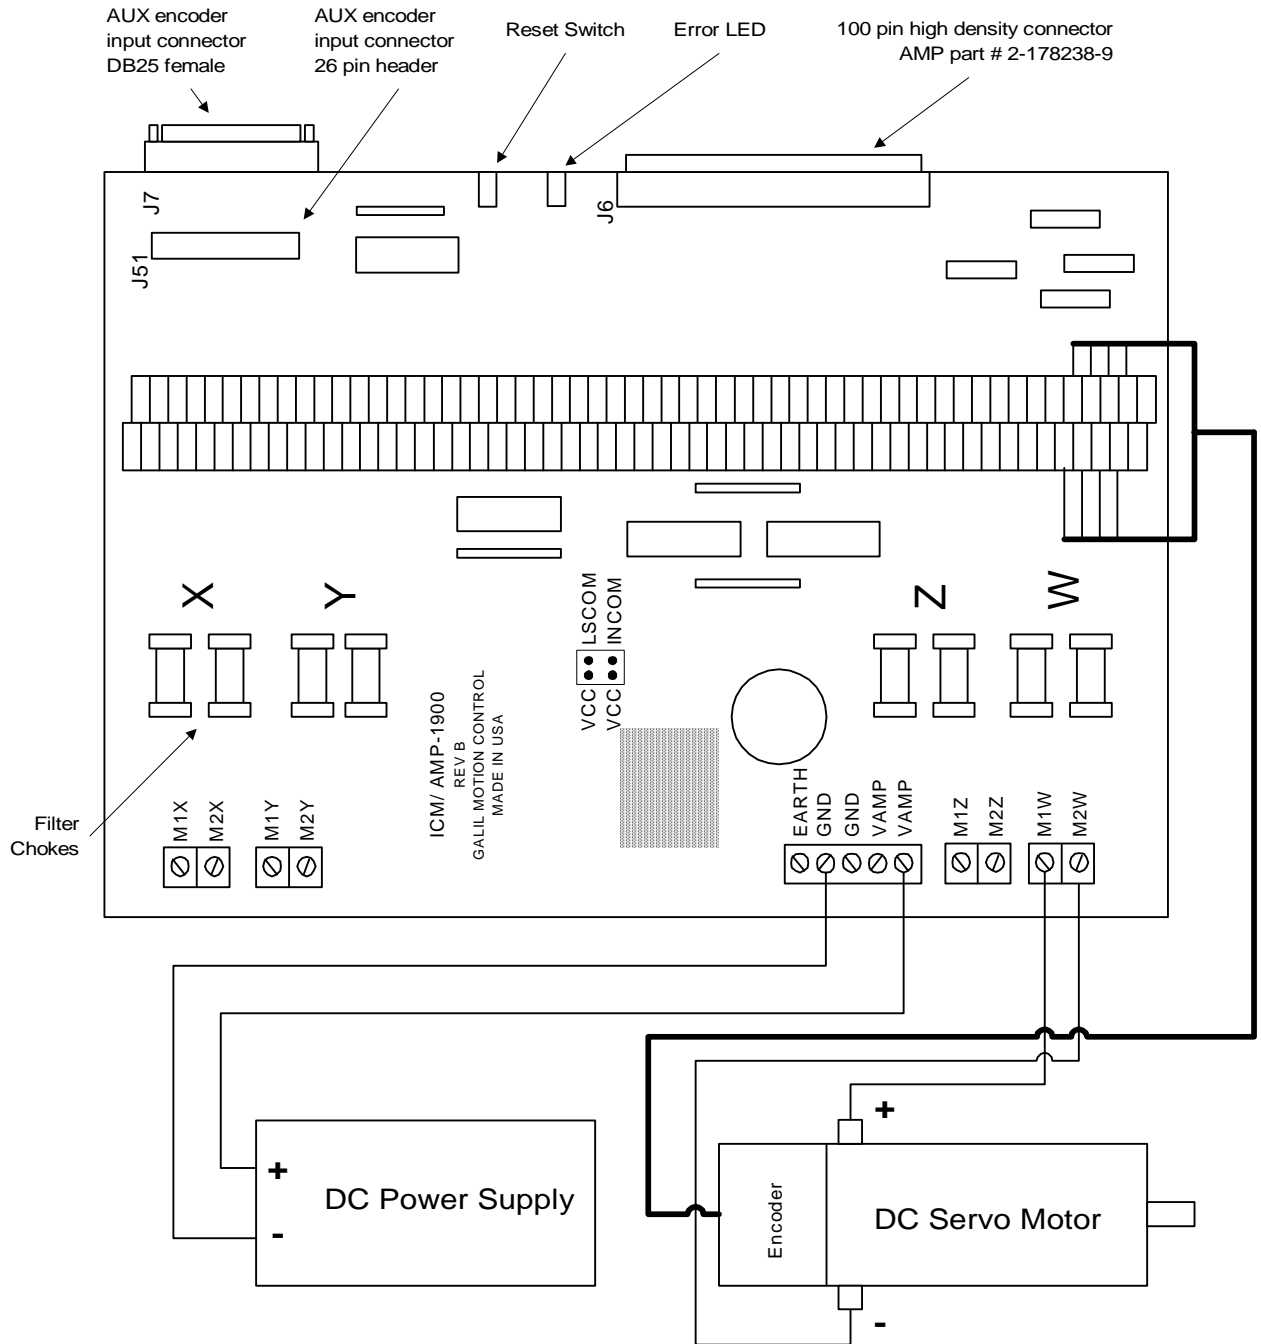 AUX encoder
input connector
DB25 female
AUX encoder
input connector
26 pin header
Reset Switch
Error LED
100 pin high density connector
AMP part # 2-178238-9
J7
J51
J6
X
Y
Z
W
LSCOM
INCOM
VCC
VCC
ICM/ AMP-1900
REV B
GALIL MOTION CONTROL
MADE IN USA
Filter
Chokes
M1X
M2X
M1Y
M2Y
EARTH
GND
GND
VAMP
VAMP
M1Z
M2Z
M1W
M2W
+
-
DC Power Supply
Encoder
DC Servo Motor
+
-